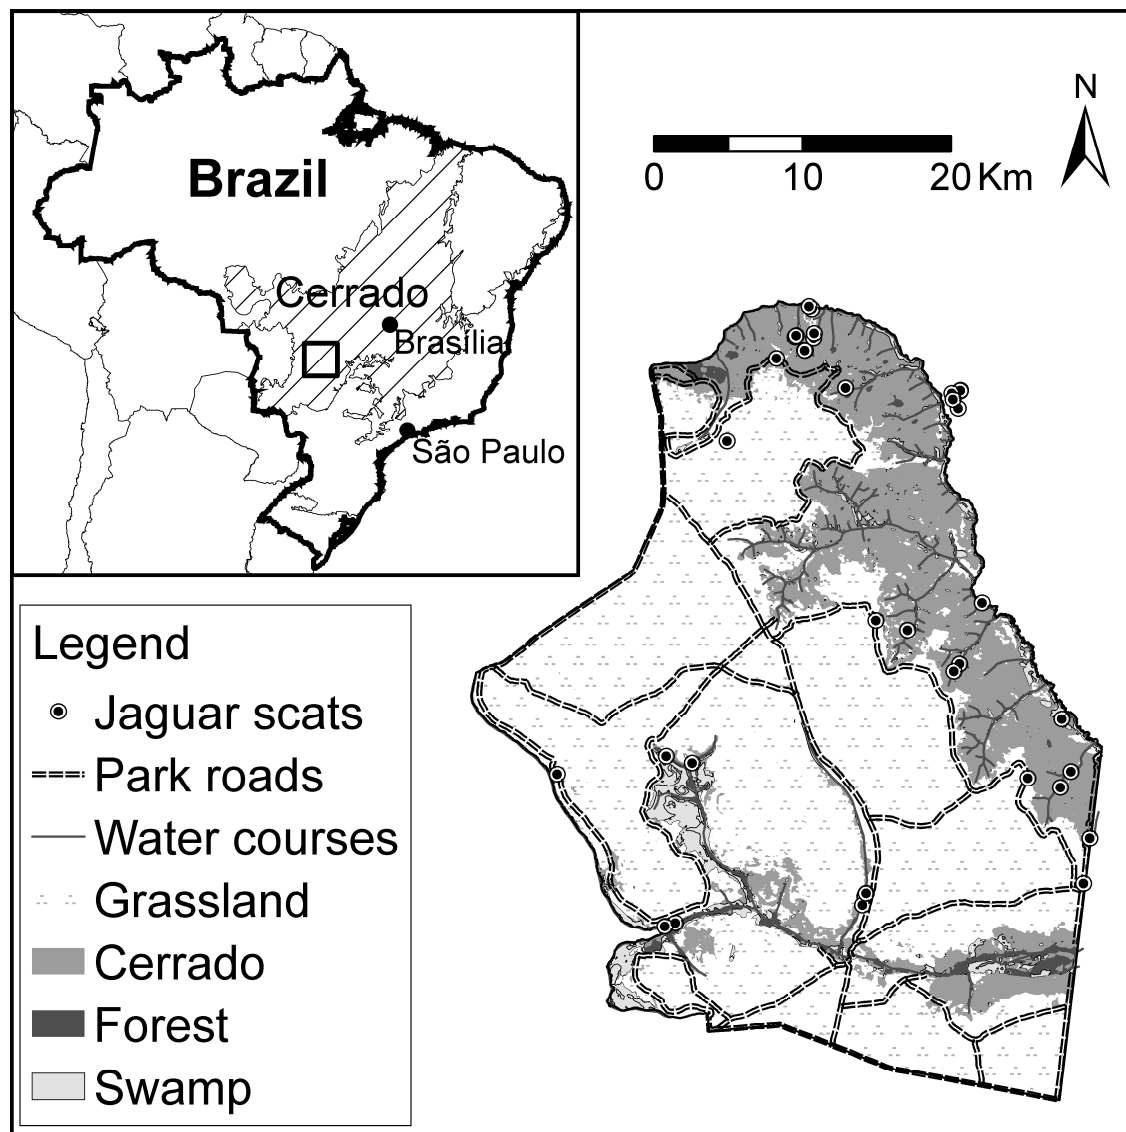 Brazil
Cerrado
Brasília
São Paulo
N
0 10 20 Km
Legend
Jaguar scats
Park roads
Water courses
Grassland
Cerrado
Forest
Swamp